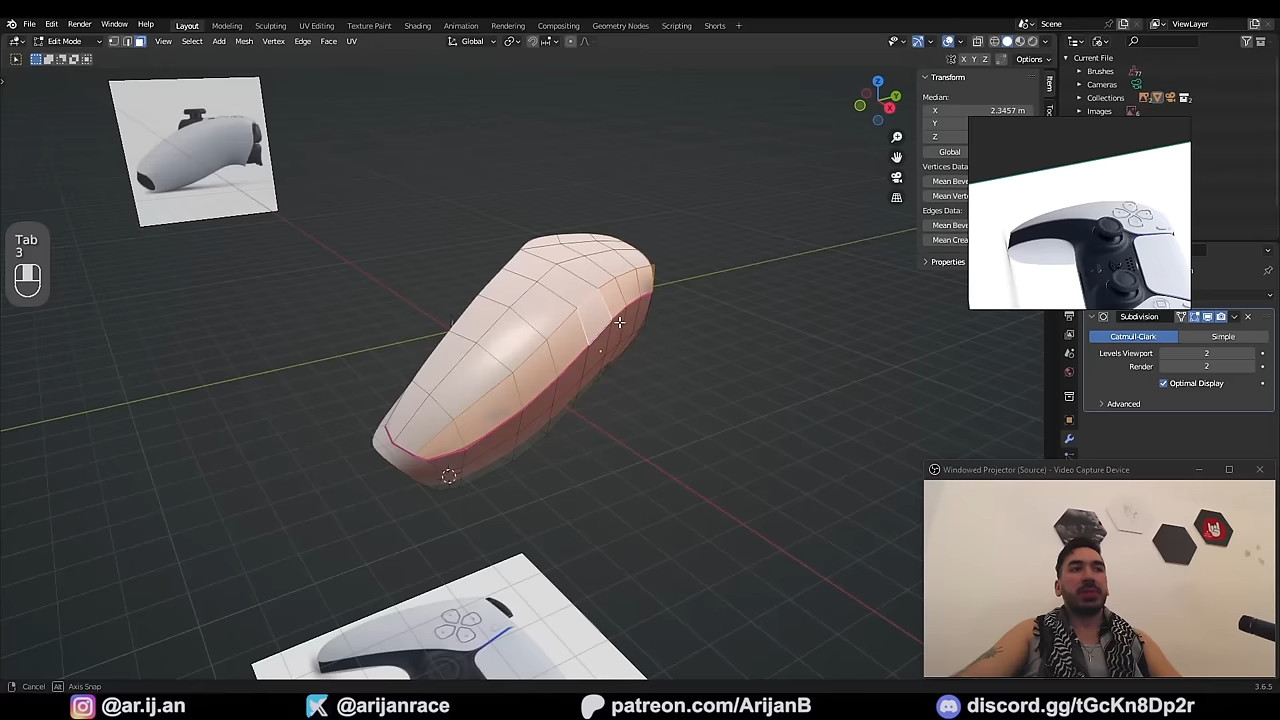 File Edit Render Window Help Layout Modeling Sculpting UV Editing Texture Paint Shading Animation Rendering Compositing Geometry Nodes Scripting Shorts + Scene ViewLayer
Edit Mode View Select Add Mesh Vertex Edge Face UV Global
X Y Z Options
Transform
Current File
Brushes
Cameras
Collections
Images
Item
Median:
X 2.3457 m
Y
Z
Global
Vertices Data:
Mean Beve
Mean Vert
Edges Data:
Mean Beve
Mean Crea
Properties
Tab
3
Subdivision
Catmull-Clark Simple
Levels Viewport 2
Render 2
Optimal Display
Advanced
Windowed Projector (Source) - Video Capture Device
Cancel Alt Axis Snap 3.6.5
@ar.ij.an @arijanrace patreon.com/ArijanB discord.gg/tGcKn8Dp2r